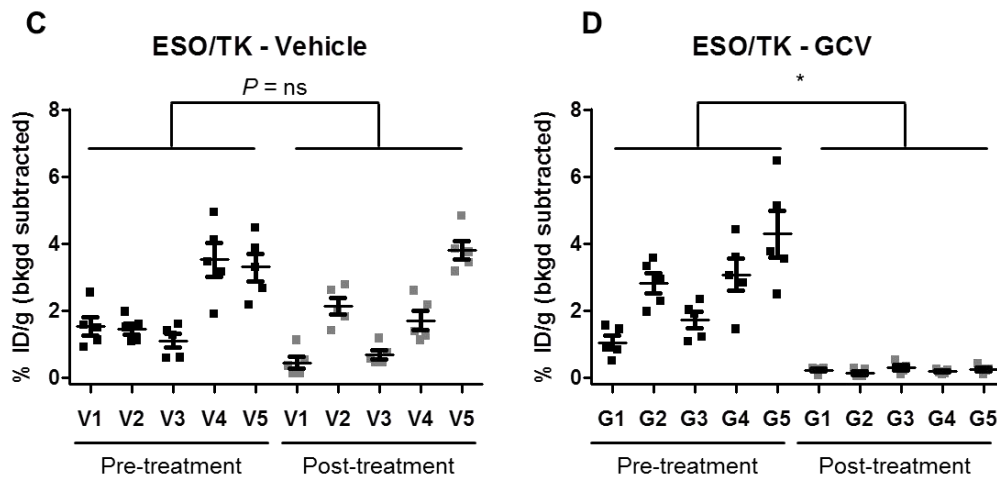 C
ESO/TK - Vehicle
P = ns
% ID/g (bkgd subtracted)
8
6
4
2
0
V1 V2 V3 V4 V5 V1 V2 V3 V4 V5
Pre-treatment Post-treatment
D
ESO/TK - GCV
*
% ID/g (bkgd subtracted)
8
6
4
2
0
G1 G2 G3 G4 G5 G1 G2 G3 G4 G5
Pre-treatment Post-treatment